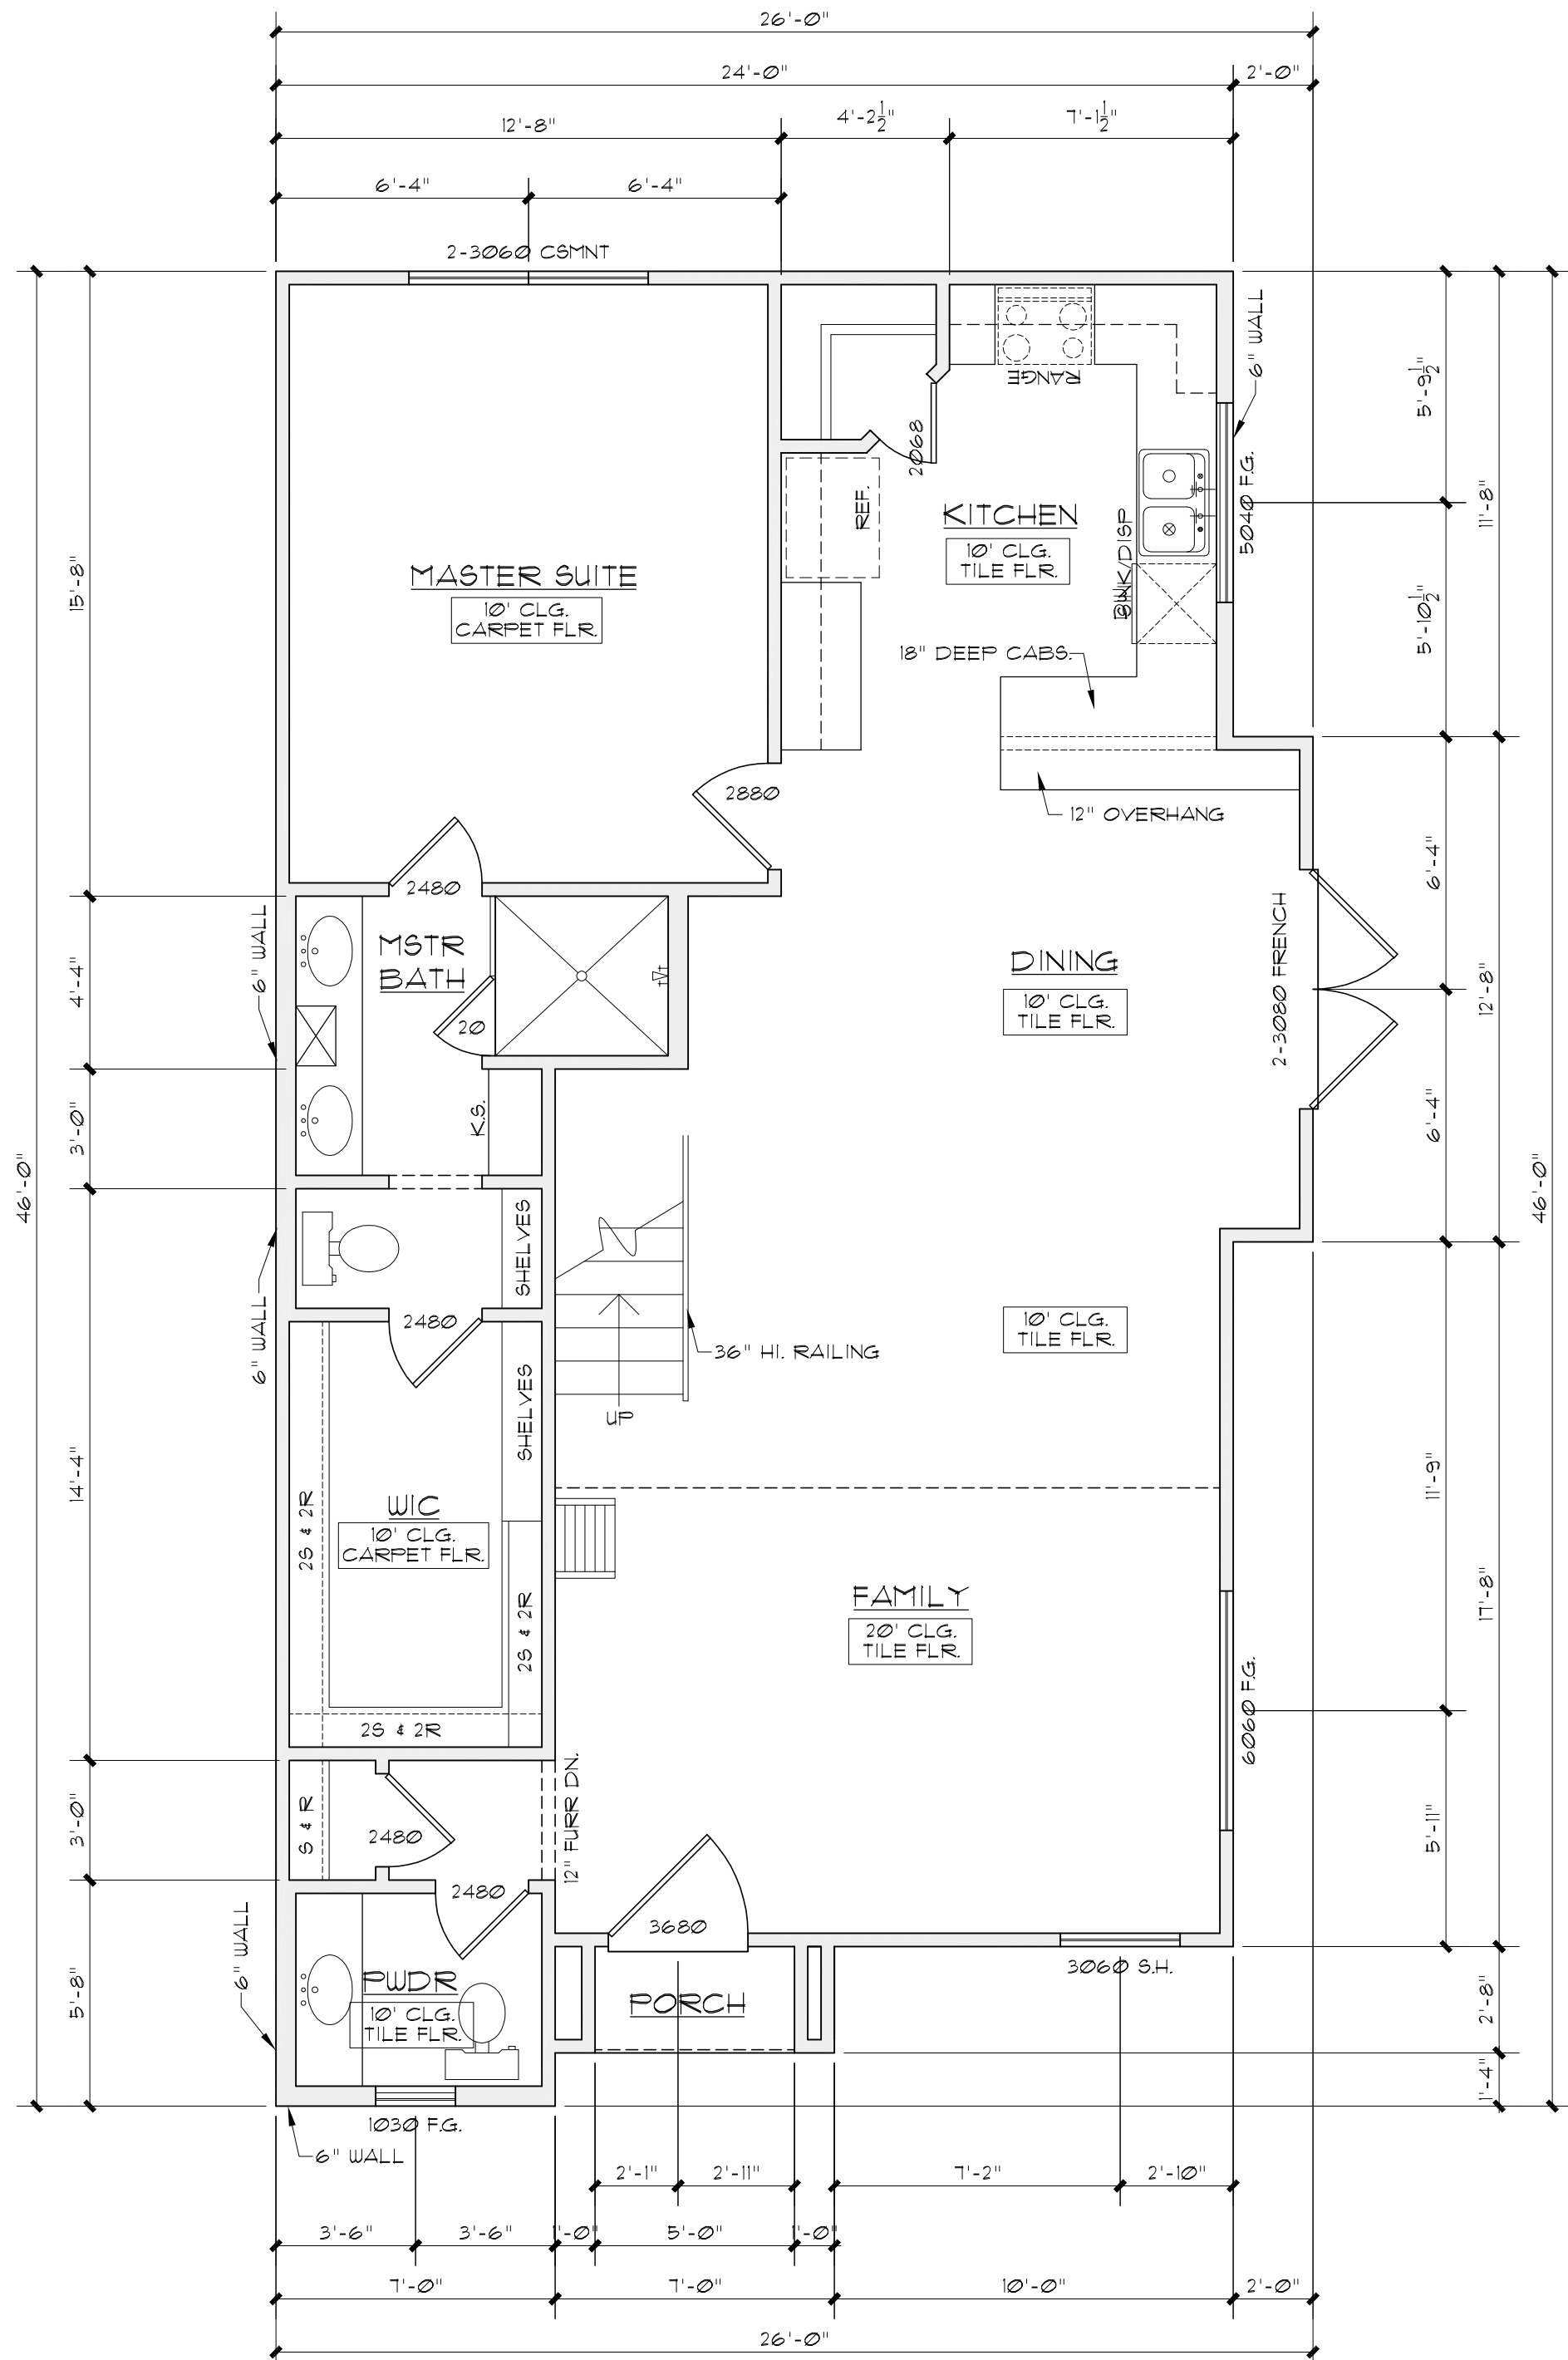 26'-0"
24'-0"
2'-0"
12'-8"
4'-2 1/2"
7'-1 1/2"
6'-4"
6'-4"
2-3060 CSMNT
6" WALL
5'-9 1/2"
RANGE
2068
REF.
KITCHEN
10' CLG.
TILE FLR.
5040 F.G.
11'-8"
15'-8"
MASTER SUITE
10' CLG.
CARPET FLR.
SINK/DISP
5'-10 1/2"
18" DEEP CABS.
2880
12" OVERHANG
6'-4"
2480
6" WALL
MSTR
BATH
4'-4"
20
DINING
10' CLG.
TILE FLR.
2-3080 FRENCH
12'-8"
3'-0"
K.S.
6'-4"
46'-0"
46'-0"
SHELVES
2480
6" WALL
10' CLG.
TILE FLR.
36" HI. RAILING
SHELVES
UP
14'-4"
11'-9"
2S & 2R
WIC
10' CLG.
CARPET FLR.
2S & 2R
FAMILY
20' CLG.
TILE FLR.
17'-8"
6060 F.G.
2S & 2R
3'-0"
S & R
2480
12" FURR DN.
5'-11"
2480
3680
6" WALL
3060 S.H.
5'-8"
PWDR
10' CLG.
TILE FLR.
PORCH
2'-8"
1'-4"
1030 F.G.
6" WALL
2'-1"
2'-11"
7'-2"
2'-10"
3'-6"
3'-6"
1'-0"
5'-0"
1'-0"
7'-0"
7'-0"
10'-0"
2'-0"
26'-0"